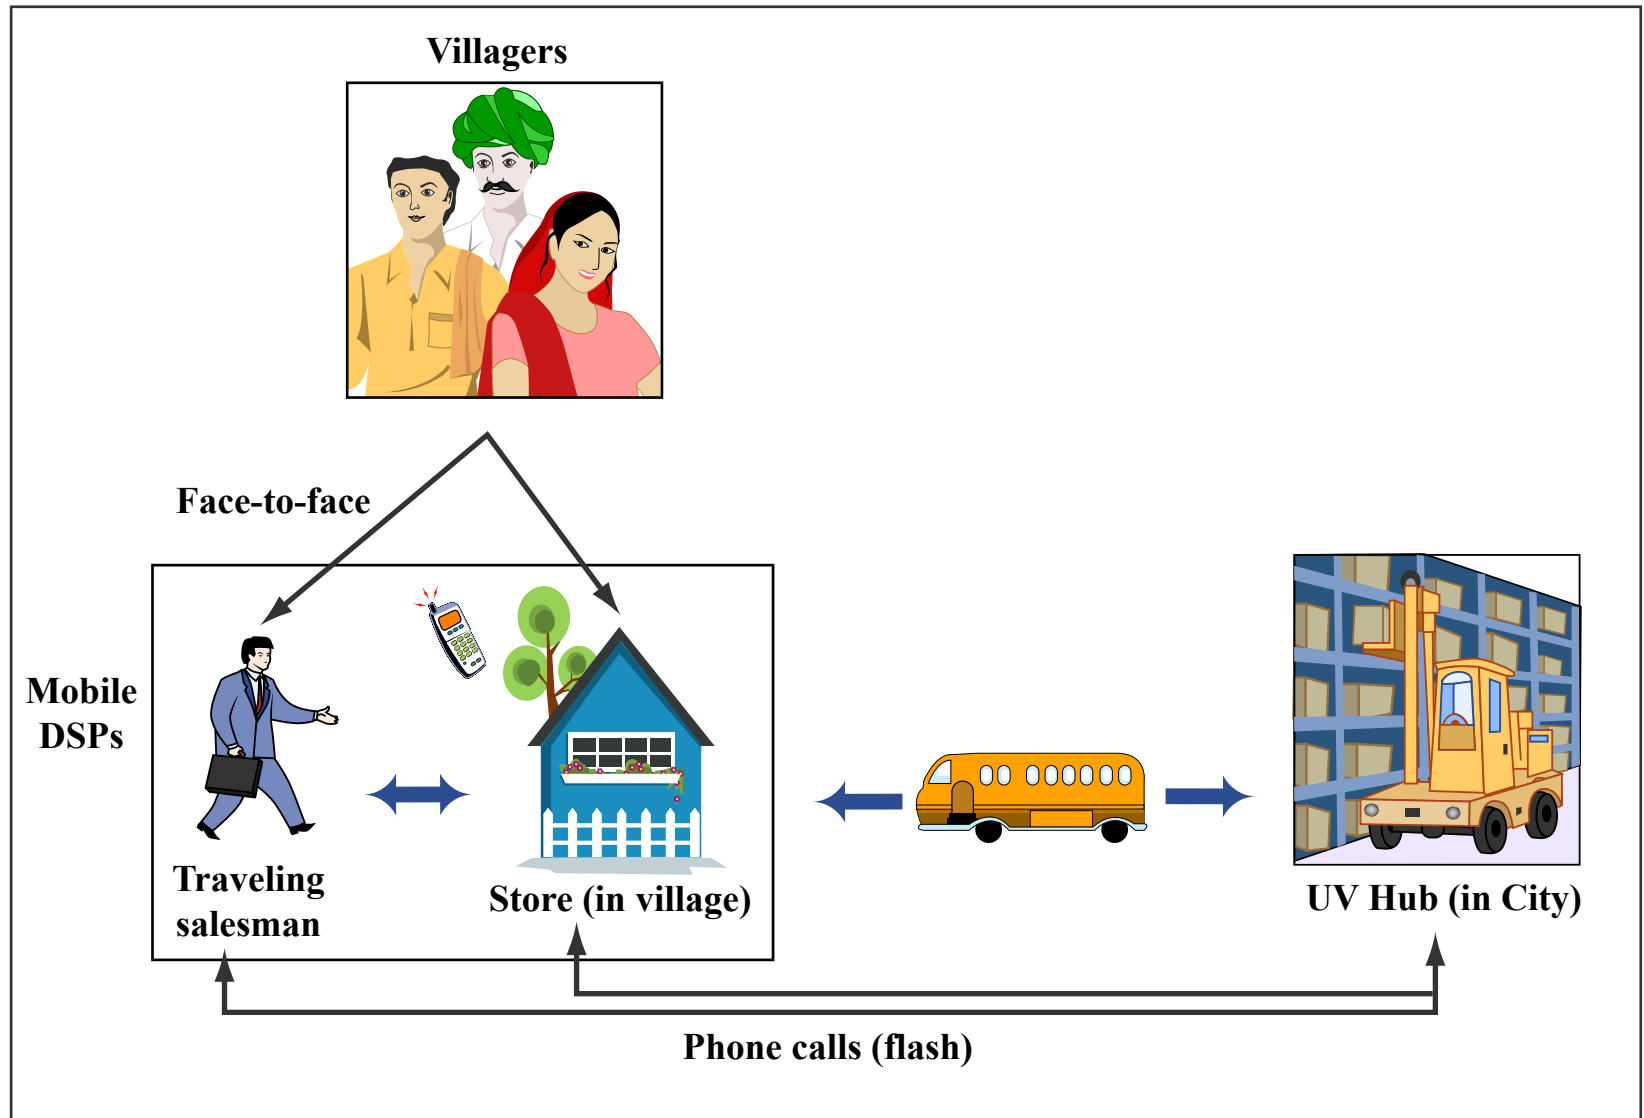 Villagers
Face-to-face
Mobile
DSPs
Traveling
salesman
Store (in village)
UV Hub (in City)
Phone calls (flash)